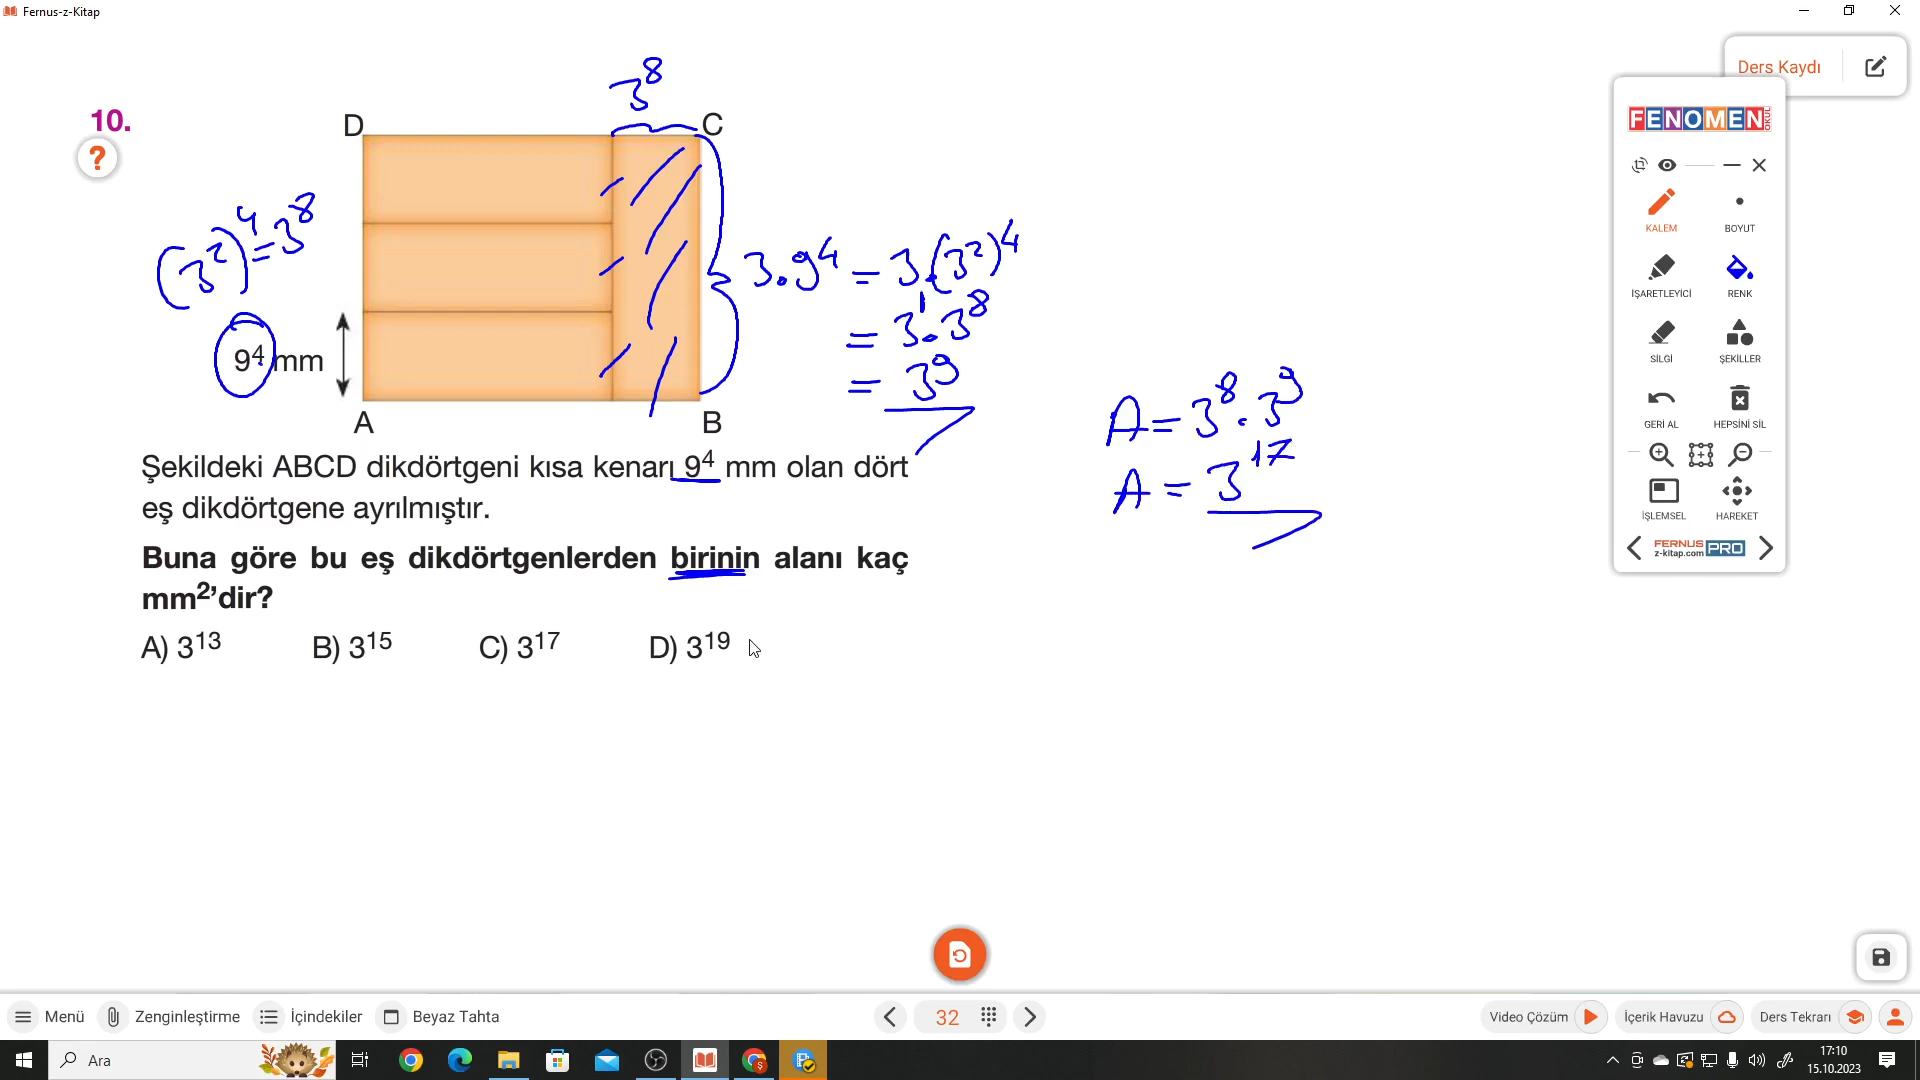 Fernus-z-Kitap
Ders Kaydı
10.
?
D
C
3⁸
(3²)⁴=3⁸
9⁴ mm
A
B
3.9⁴ = 3.(3²)⁴
= 3¹.3⁸
= 3⁹
A = 3⁸.3⁹
A = 3¹⁷
Şekildeki ABCD dikdörtgeni kısa kenarı 9⁴ mm olan dört
eş dikdörtgene ayrılmıştır.
Buna göre bu eş dikdörtgenlerden birinin alanı kaç
mm²’dir?
A) 3¹³ B) 3¹⁵ C) 3¹⁷ D) 3¹⁹
FENOMEN OKUL
KALEM BOYUT
İŞARETLEYİCİ RENK
SİLGİ ŞEKİLLER
GERİ AL HEPSİNİ SİL
İŞLEMSEL HAREKET
FERNUS
z-kitap.com PRO
Menü Zenginleştirme İçindekiler Beyaz Tahta 32 Video Çözüm İçerik Havuzu Ders Tekrarı
Ara
17:10
15.10.2023